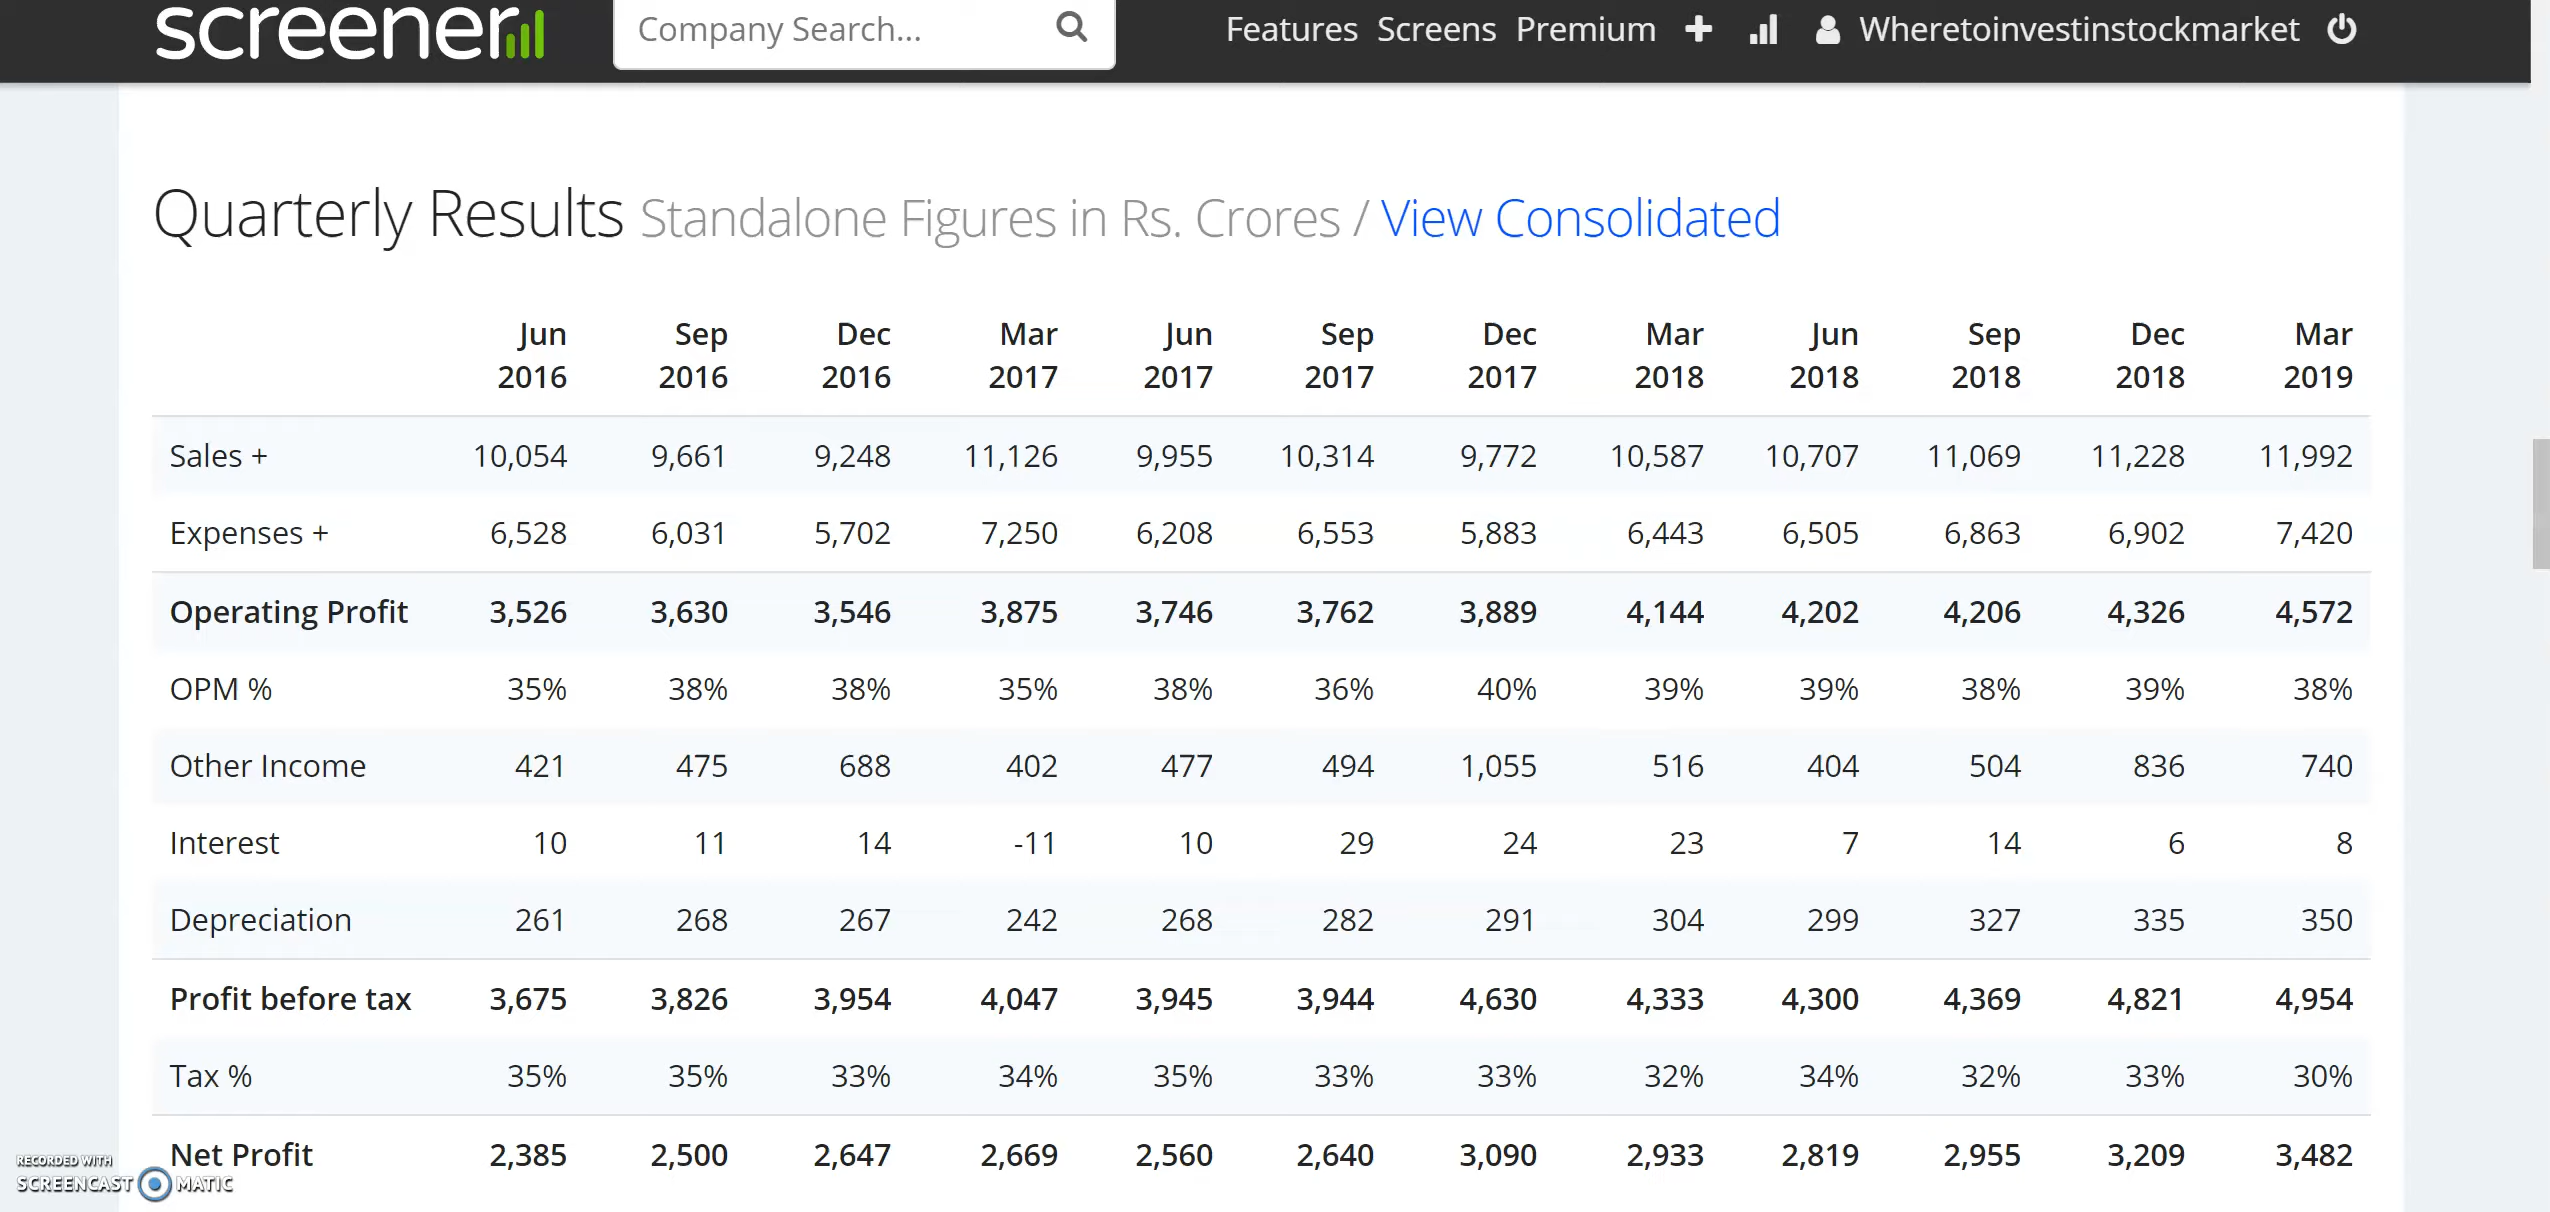 screener
Company Search...
Features Screens Premium + Wheretoinvestinstockmarket
Quarterly Results Standalone Figures in Rs. Crores / View Consolidated
Jun 2016 Sep 2016 Dec 2016 Mar 2017 Jun 2017 Sep 2017 Dec 2017 Mar 2018 Jun 2018 Sep 2018 Dec 2018 Mar 2019
Sales + 10,054 9,661 9,248 11,126 9,955 10,314 9,772 10,587 10,707 11,069 11,228 11,992
Expenses + 6,528 6,031 5,702 7,250 6,208 6,553 5,883 6,443 6,505 6,863 6,902 7,420
Operating Profit 3,526 3,630 3,546 3,875 3,746 3,762 3,889 4,144 4,202 4,206 4,326 4,572
OPM % 35% 38% 38% 35% 38% 36% 40% 39% 39% 38% 39% 38%
Other Income 421 475 688 402 477 494 1,055 516 404 504 836 740
Interest 10 11 14 -11 10 29 24 23 7 14 6 8
Depreciation 261 268 267 242 268 282 291 304 299 327 335 350
Profit before tax 3,675 3,826 3,954 4,047 3,945 3,944 4,630 4,333 4,300 4,369 4,821 4,954
Tax % 35% 35% 33% 34% 35% 33% 33% 32% 34% 32% 33% 30%
Net Profit 2,385 2,500 2,647 2,669 2,560 2,640 3,090 2,933 2,819 2,955 3,209 3,482
RECORDED WITH
SCREENCAST MATIC